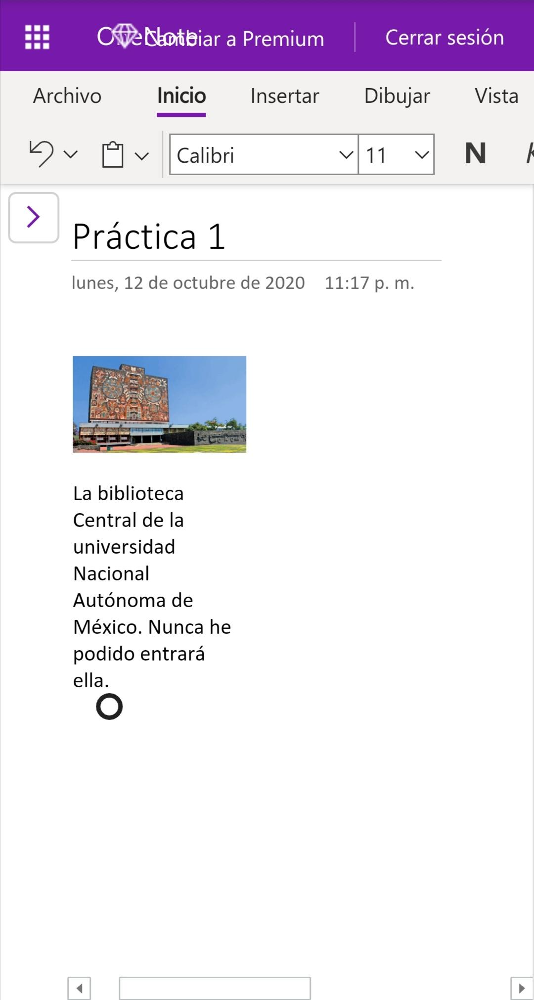 OneNote Cambiar a Premium Cerrar sesión
Archivo Inicio Insertar Dibujar Vista
Calibri 11 N K
Práctica 1
lunes, 12 de octubre de 2020 11:17 p. m.
La biblioteca
Central de la
universidad
Nacional
Autónoma de
México. Nunca he
podido entrará
ella.